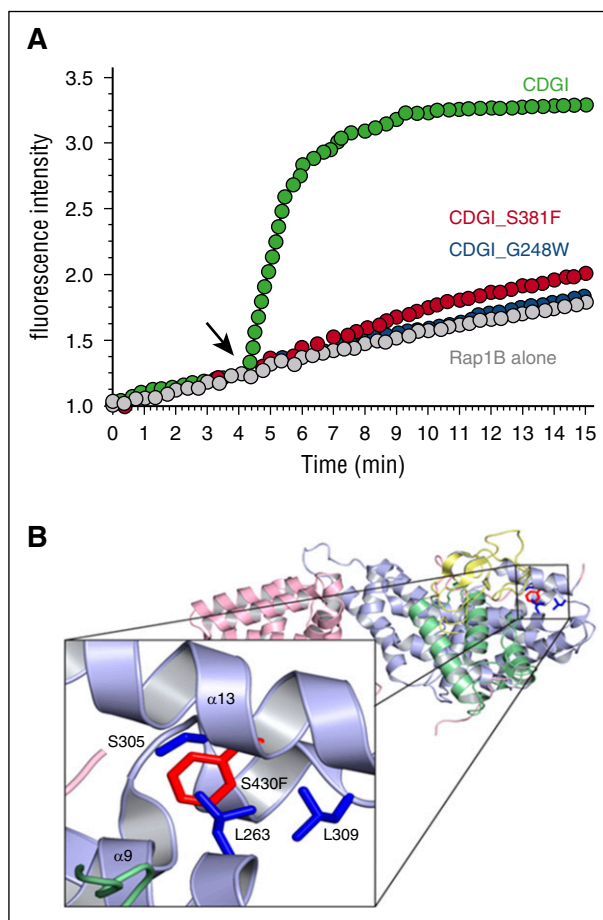 A
fluorescence intensity
3.5
3.0
2.5
2.0
1.5
1.0
CDGI
CDGI_S381F
CDGI_G248W
Rap1B alone
0 1 2 3 4 5 6 7 8 9 10 11 12 13 14 15
Time (min)
B
α13
S305
S430F
L263
L309
α9